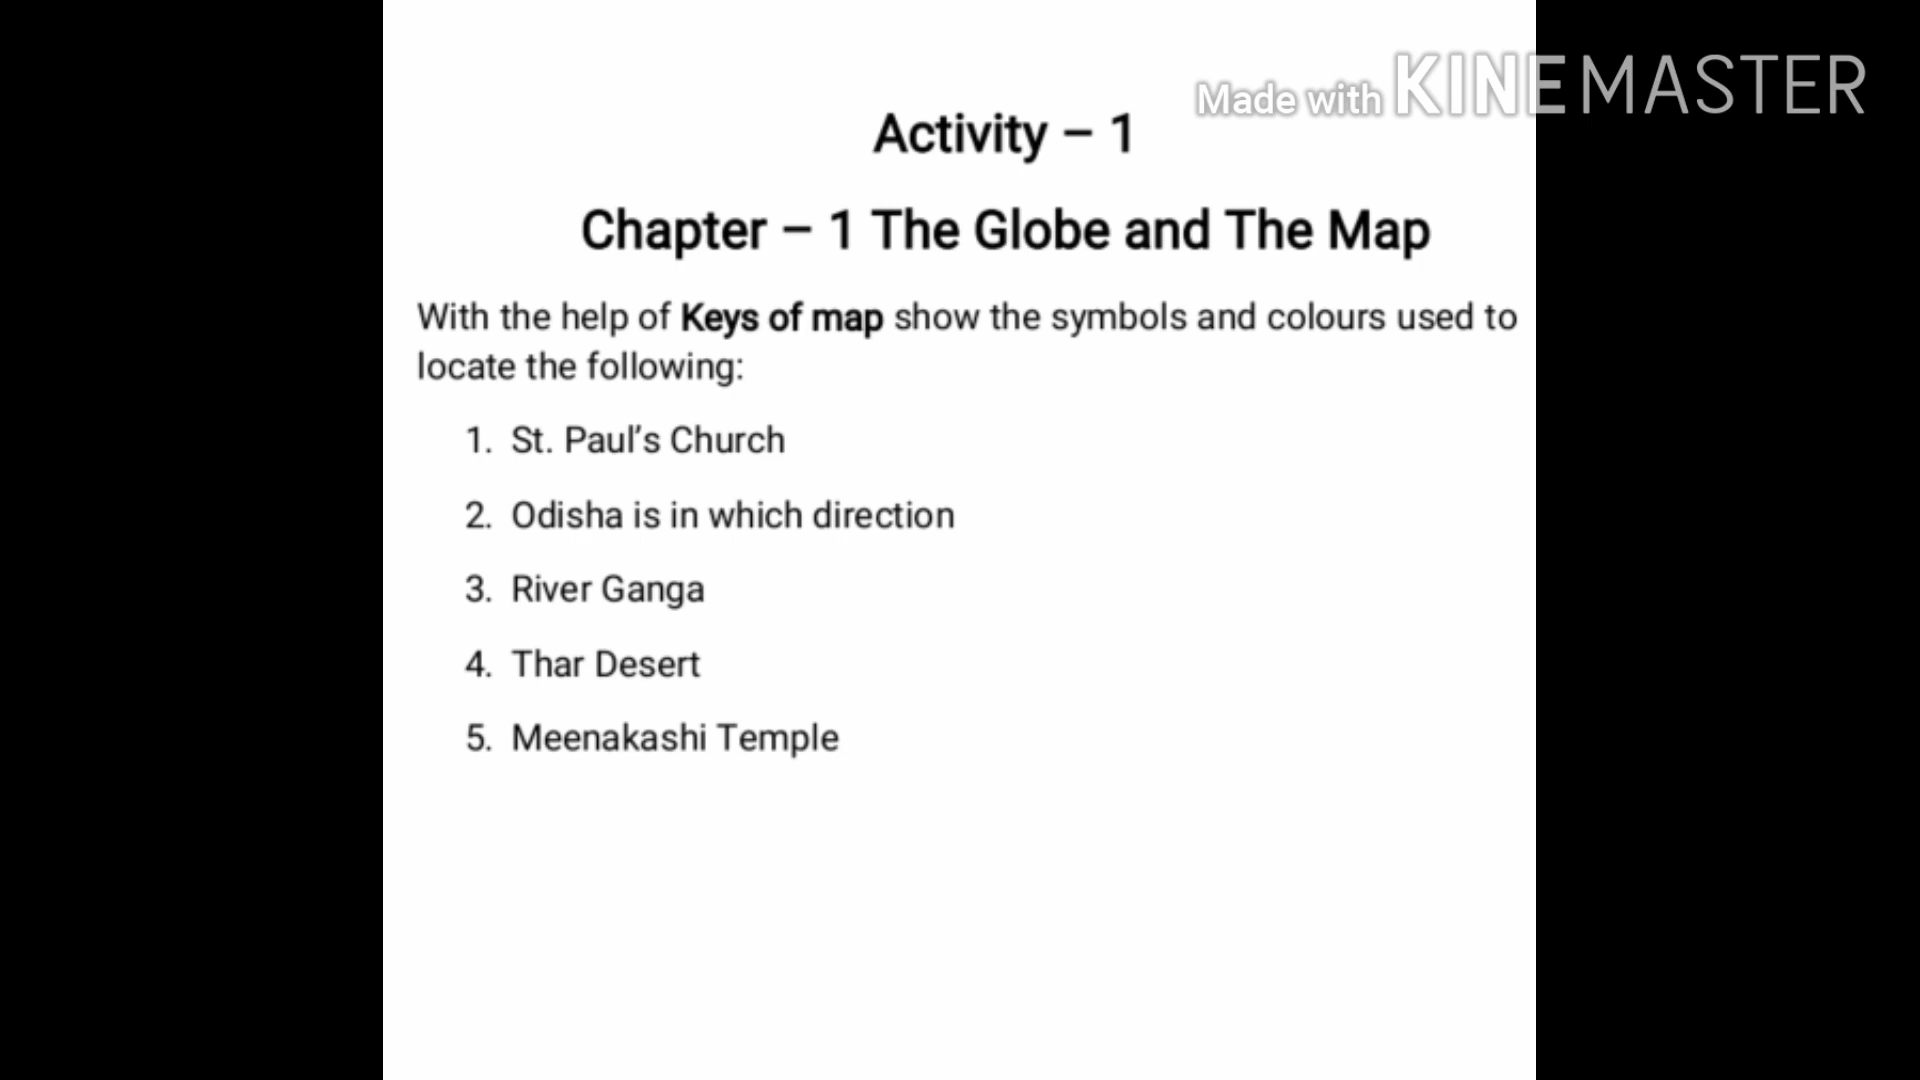 Made with KINEMASTER
Activity – 1
Chapter – 1 The Globe and The Map
With the help of Keys of map show the symbols and colours used to
locate the following:
1. St. Paul’s Church
2. Odisha is in which direction
3. River Ganga
4. Thar Desert
5. Meenakashi Temple